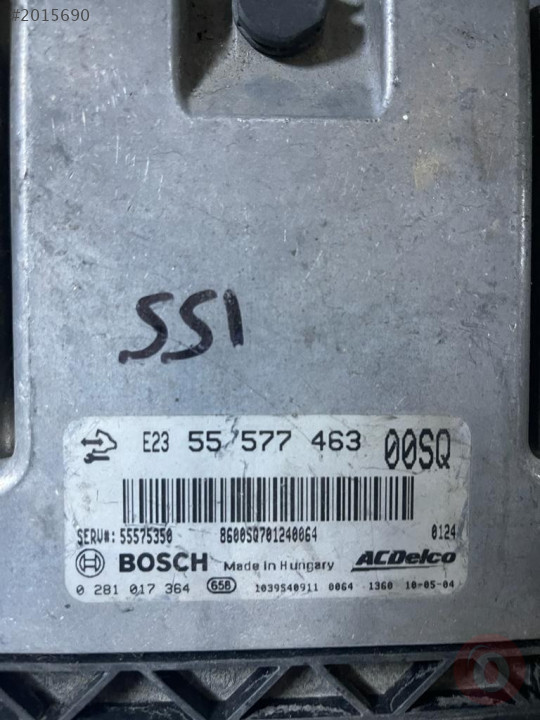 #2015690
SS1
E23 55 577 463 00SQ
SERV#: 55575350 8600S0701240064 0124
BOSCH Made in Hungary ACDelco
0 281 017 364 658 1039S40911 0064 1360 10-05-04